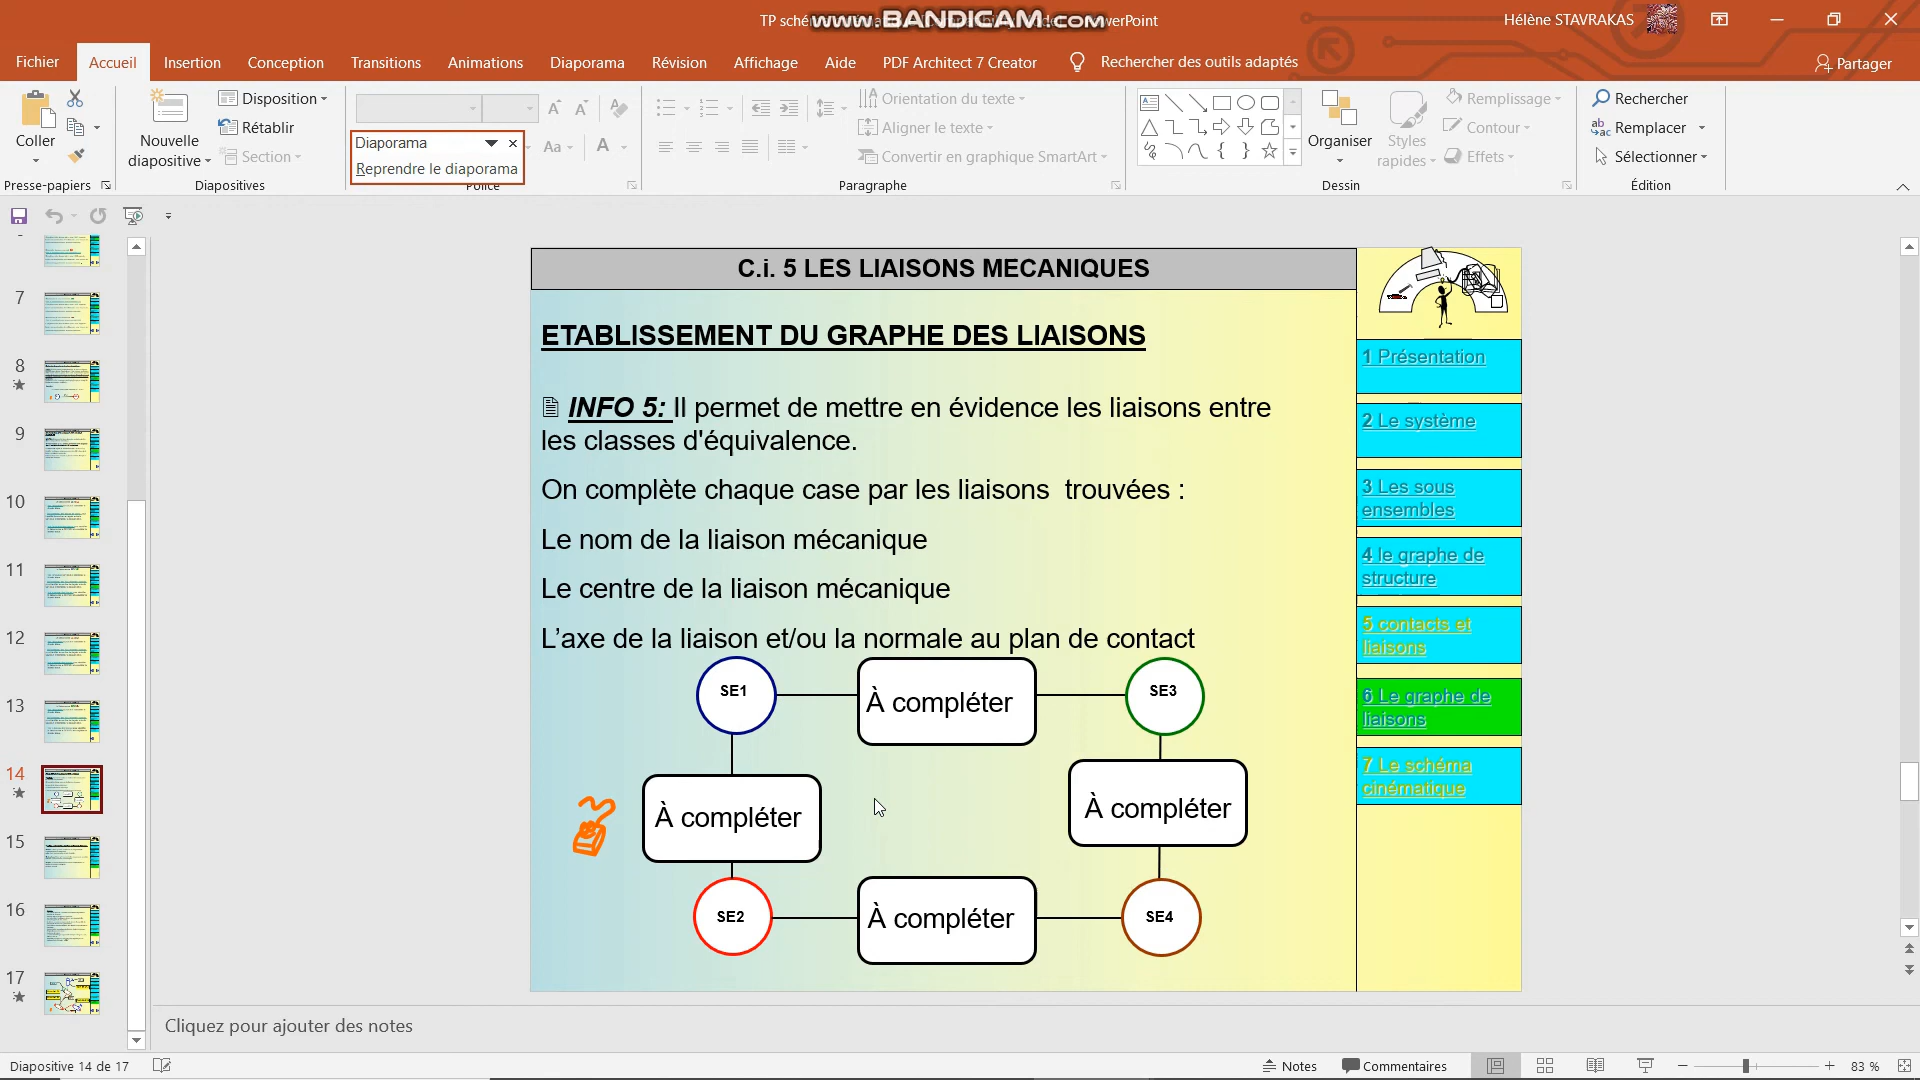 TP sché
www.BANDICAM.com
PowerPoint
Hélène STAVRAKAS
Fichier
Accueil
Insertion
Conception
Transitions
Animations
Diaporama
Révision
Affichage
Aide
PDF Architect 7 Creator
Rechercher des outils adaptés
Partager
Coller
Presse-papiers
Nouvelle
diapositive
Disposition
Rétablir
Section
Diapositives
Diaporama
Reprendre le diaporama
Police
Aa
A
Orientation du texte
Aligner le texte
Convertir en graphique SmartArt
Paragraphe
Organiser
Styles
rapides
Remplissage
Contour
Effets
Dessin
Rechercher
Remplacer
Sélectionner
Édition
7
8
9
10
11
12
13
14
15
16
17
C.i. 5 LES LIAISONS MECANIQUES
ETABLISSEMENT DU GRAPHE DES LIAISONS
INFO 5: Il permet de mettre en évidence les liaisons entre
les classes d'équivalence.
On complète chaque case par les liaisons trouvées :
Le nom de la liaison mécanique
Le centre de la liaison mécanique
L’axe de la liaison et/ou la normale au plan de contact
SE1
À compléter
SE3
À compléter
À compléter
SE2
À compléter
SE4
1 Présentation
2 Le système
3 Les sous
ensembles
4 le graphe de
structure
5 contacts et
liaisons
6 Le graphe de
liaisons
7 Le schéma
cinématique
Cliquez pour ajouter des notes
Diapositive 14 de 17
Notes
Commentaires
83 %